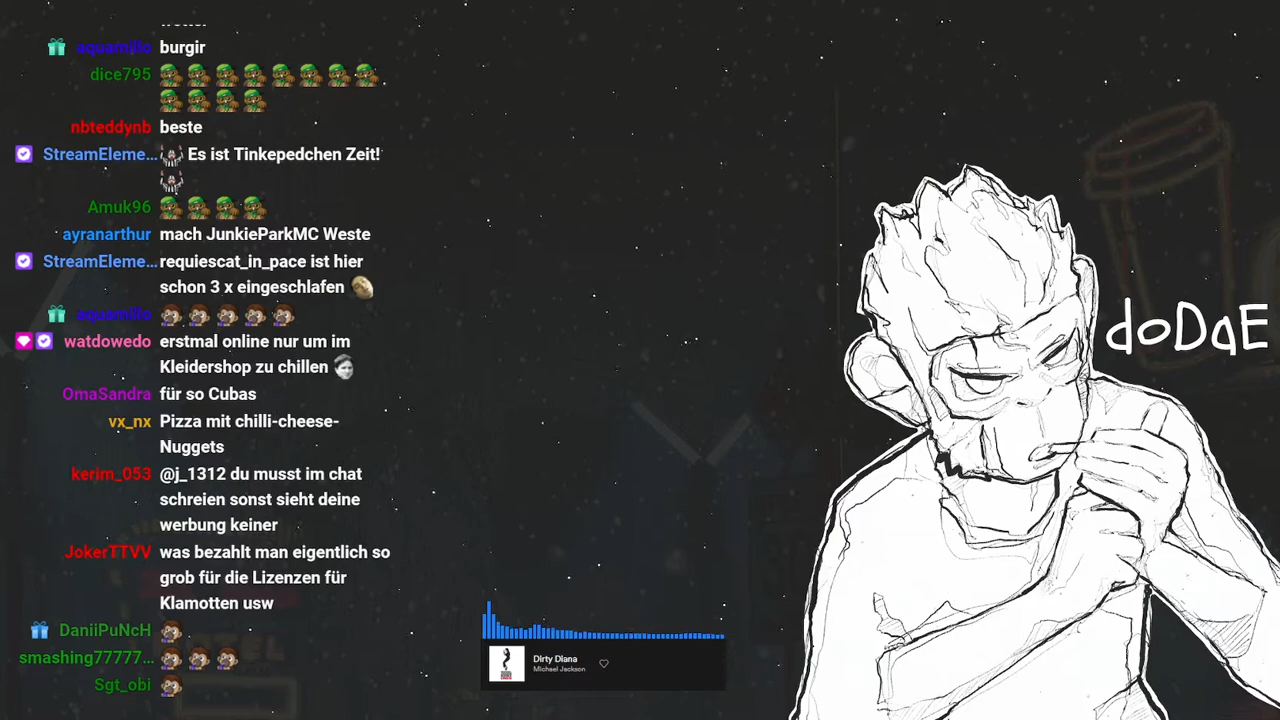 aquamillo burgir
dice795
nbteddynb beste
StreamEleme... Es ist Tinkepedchen Zeit!
Amuk96
ayranarthur mach JunkieParkMC Weste
StreamEleme... requiescat_in_pace ist hier
schon 3 x eingeschlafen
aquamillo
watdowedo erstmal online nur um im
Kleidershop zu chillen
OmaSandra für so Cubas
vx_nx Pizza mit chilli-cheese-
Nuggets
kerim_053 @j_1312 du musst im chat
schreien sonst sieht deine
werbung keiner
JokerTTVV was bezahlt man eigentlich so
grob für die Lizenzen für
Klamotten usw
DaniiPuNcH
smashing77777...
Sgt_obi
doDaE
Dirty Diana
Michael Jackson